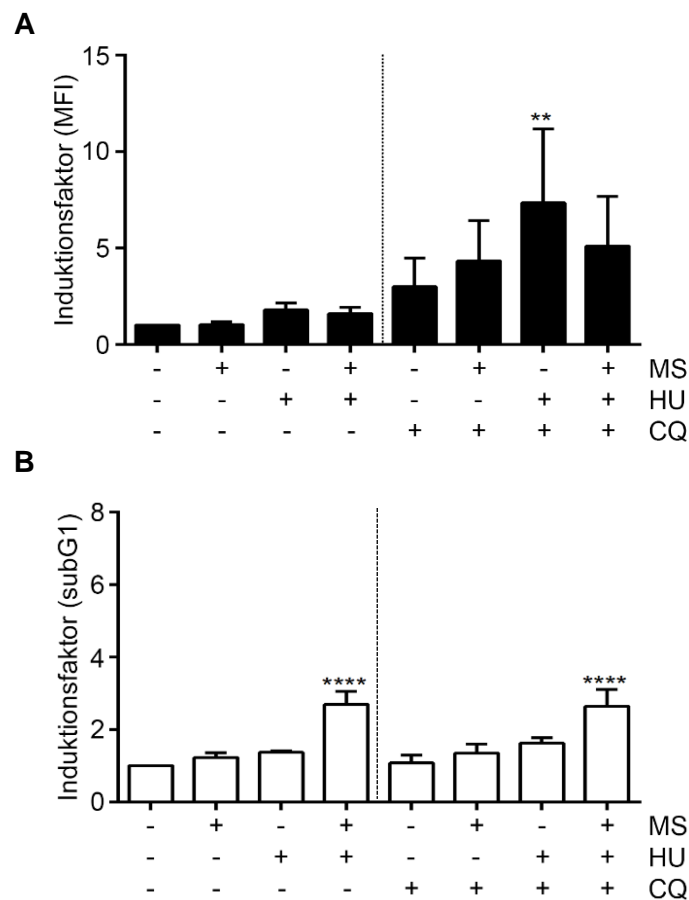 A
Induktionsfaktor (MFI)
15
10
5
0
**
- + - + - + - + MS
- - + + - - + + HU
- - - - + + + + CQ
B
Induktionsfaktor (subG1)
8
6
4
2
0
**** ****
- + - + - + - + MS
- - + + - - + + HU
- - - - + + + + CQ